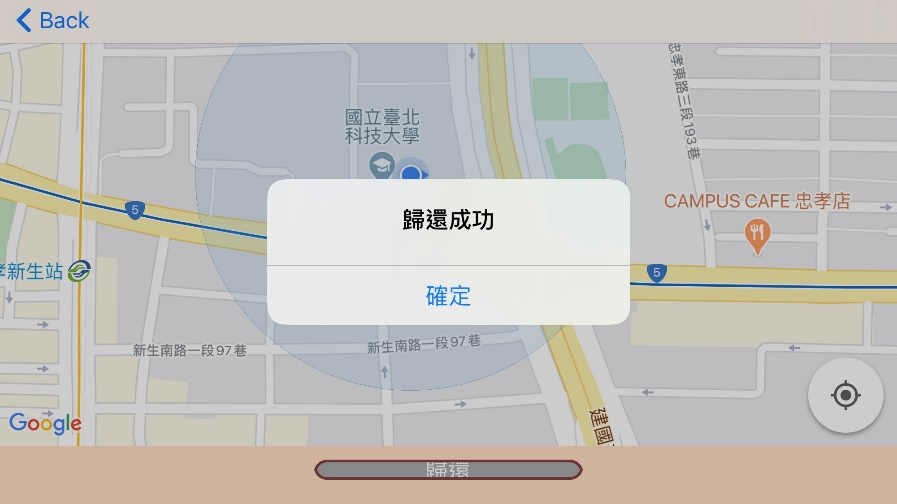 Back
國立臺北
科技大學
忠孝東路三段193巷
CAMPUS CAFE 忠孝店
5
歸還成功
孝新生站
5
確定
新生南路一段97巷
新生南路一段97巷
Google
建國
歸還